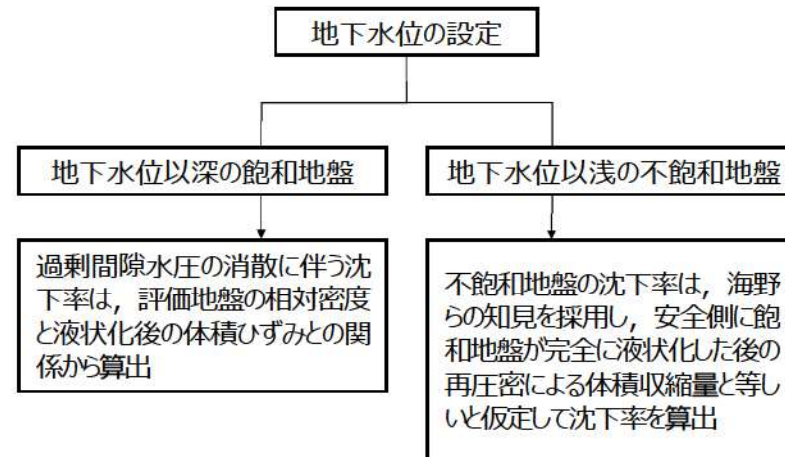 地下水位の設定
地下水位以深の飽和地盤
地下水位以浅の不飽和地盤
過剰間隙水圧の消散に伴う沈
下率は，評価地盤の相対密度
と液状化後の体積ひずみとの関
係から算出
不飽和地盤の沈下率は，海野
らの知見を採用し，安全側に飽
和地盤が完全に液状化した後の
再圧密による体積収縮量と等し
いと仮定して沈下率を算出